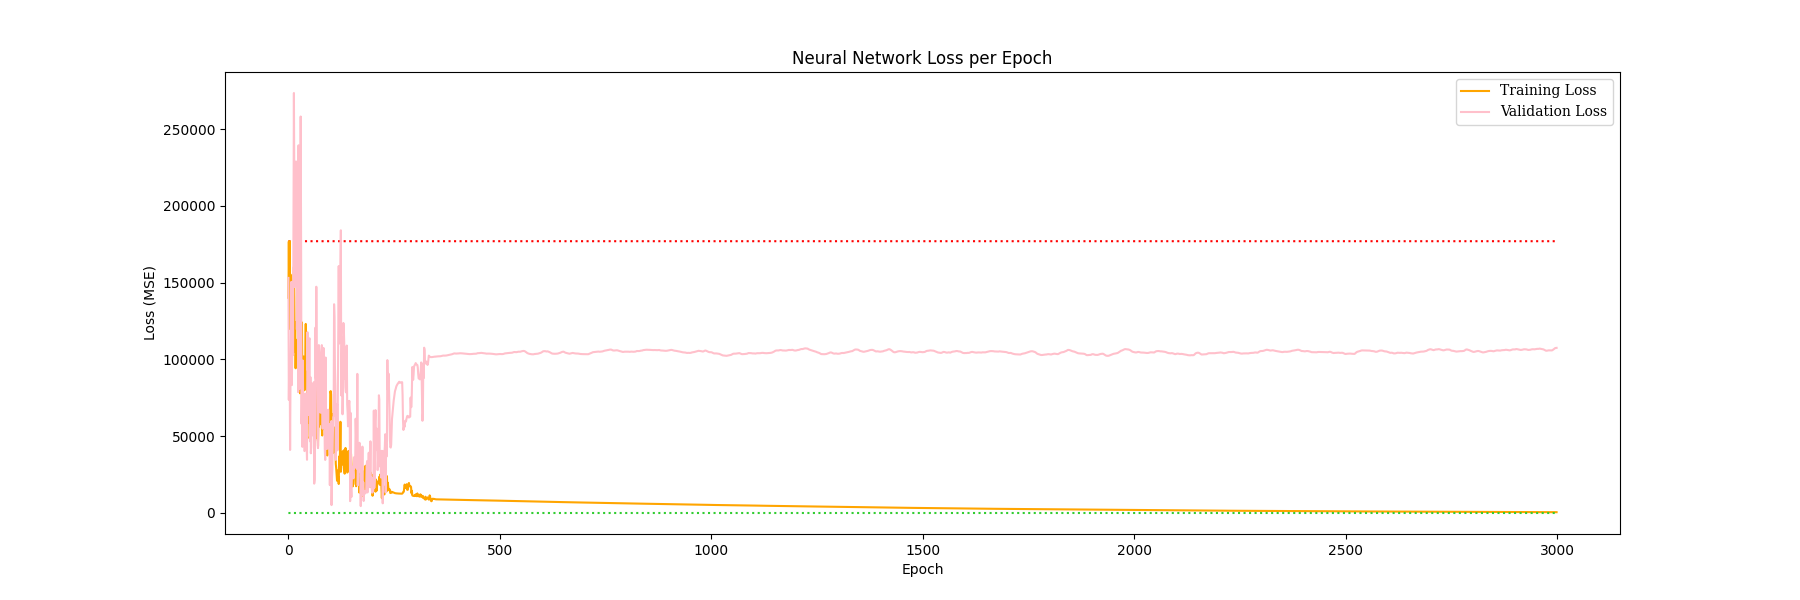 Neural Network Loss per Epoch
Training Loss
Validation Loss
Loss (MSE)
250000
200000
150000
100000
50000
0
0 500 1000 1500 2000 2500 3000
Epoch